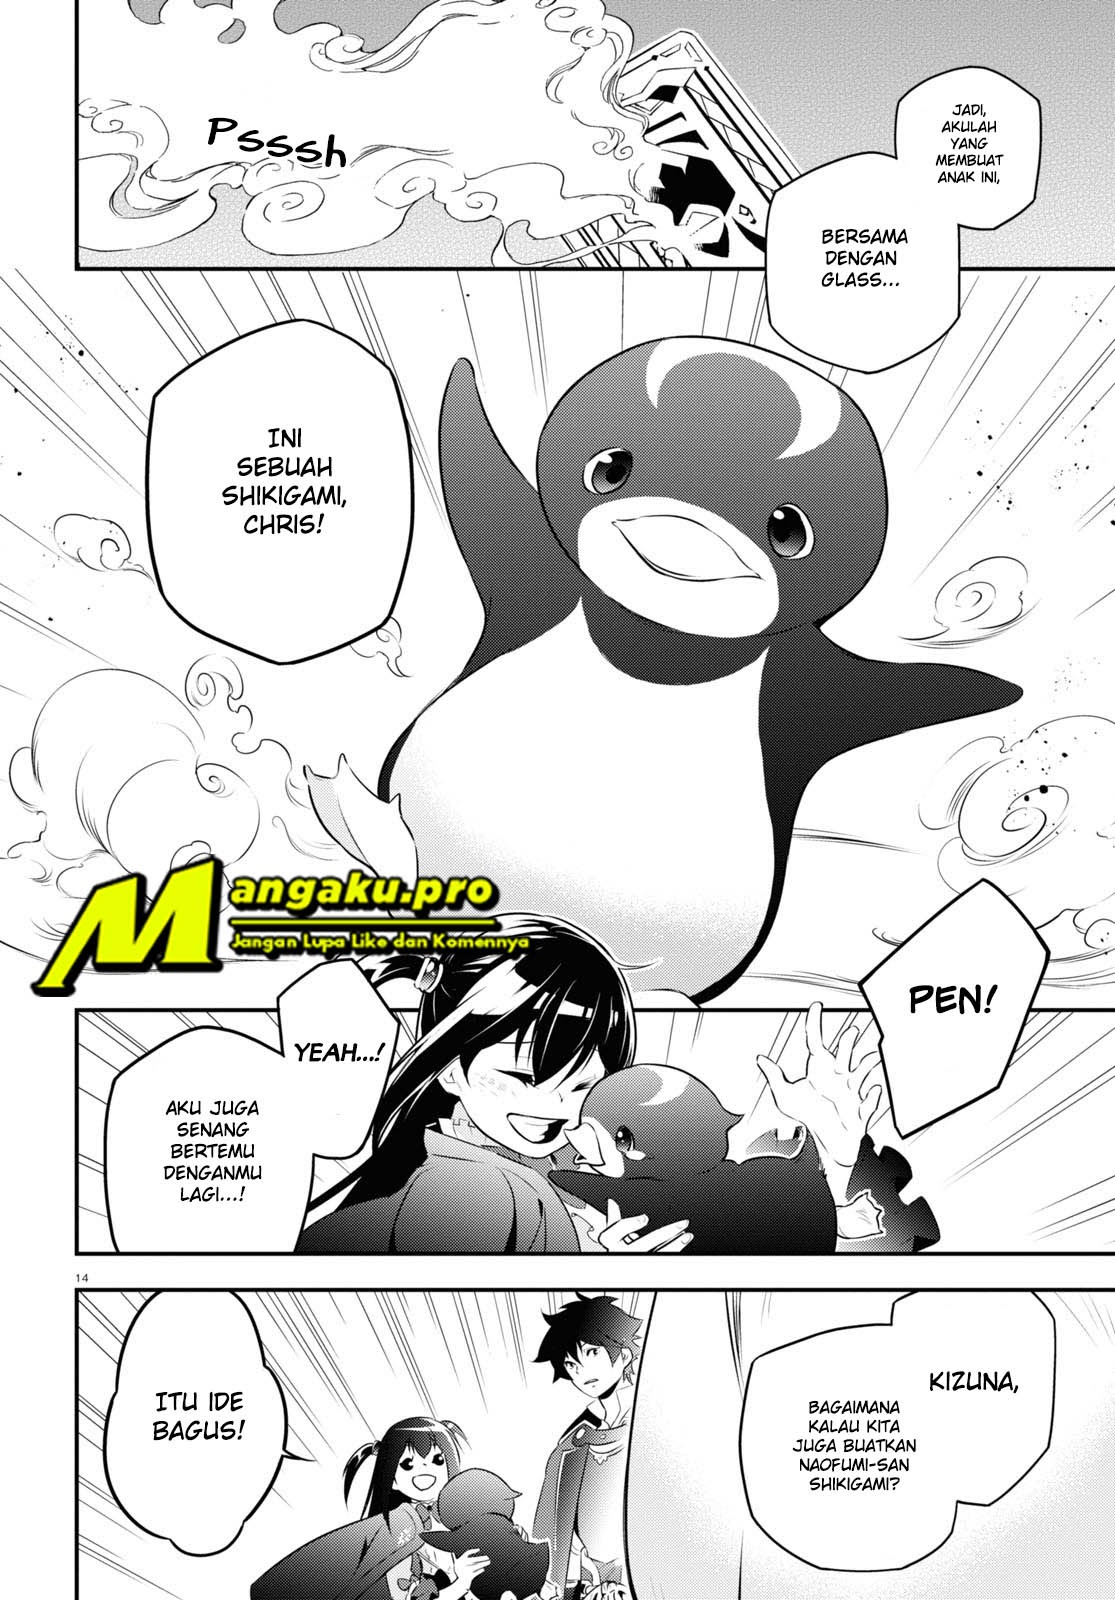 JADI,
AKULAH
YANG
MEMBUAT
ANAK INI,
BERSAMA
DENGAN
GLASS...
Psssh
INI
SEBUAH
SHIKIGAMI,
CHRIS!
Mangaku.pro
Jangan Lupa Like dan Komennya
PEN!
YEAH...!
AKU JUGA
SENANG
BERTEMU
DENGANMU
LAGI...!
14
KIZUNA,
BAGAIMANA
KALAU KITA
JUGA BUATKAN
NAOFUMI-SAN
SHIKIGAMI?
ITU IDE
BAGUS!